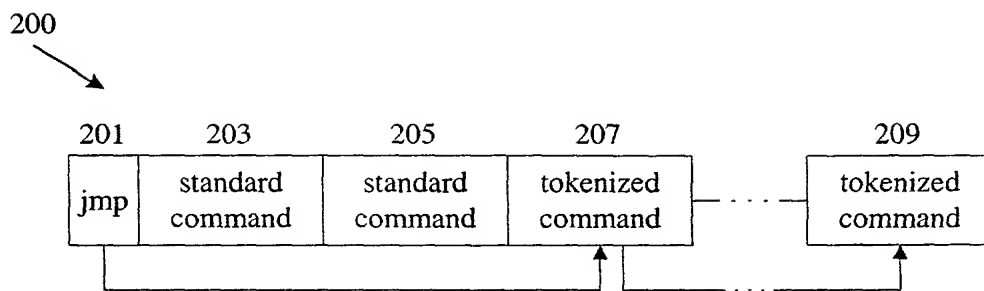 200
201 203 205 207 209
jmp standard standard tokenized tokenized
command command command command